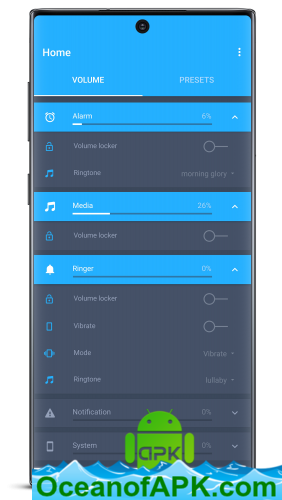 Home
VOLUME PRESETS
Alarm 6%
Volume locker
Ringtone morning glory
Media 26%
Volume locker
Ringer 0%
Volume locker
Vibrate
Mode Vibrate
Ringtone lullaby
Notification 0%
System 0%
apk
OceanofAPK.com